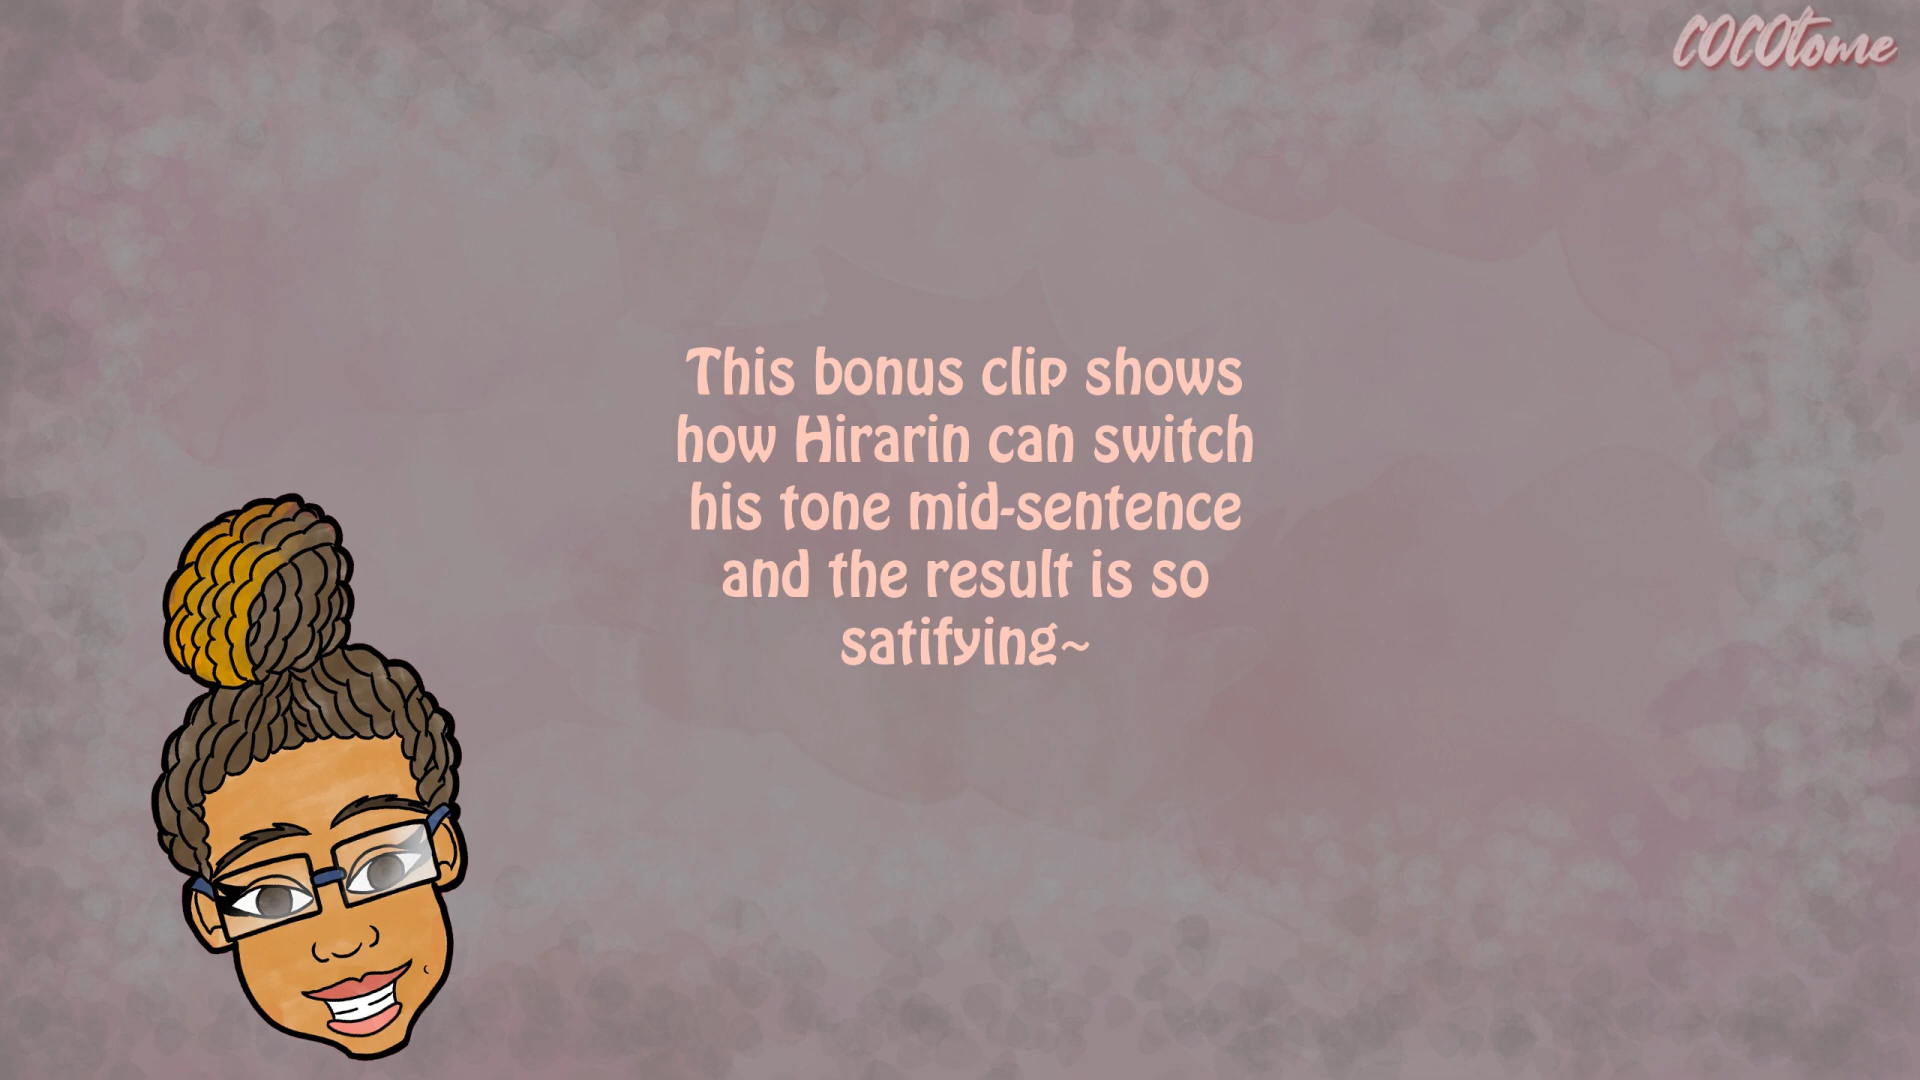 COCOtome
This bonus clip shows
how Hirarin can switch
his tone mid-sentence
and the result is so
satifying~